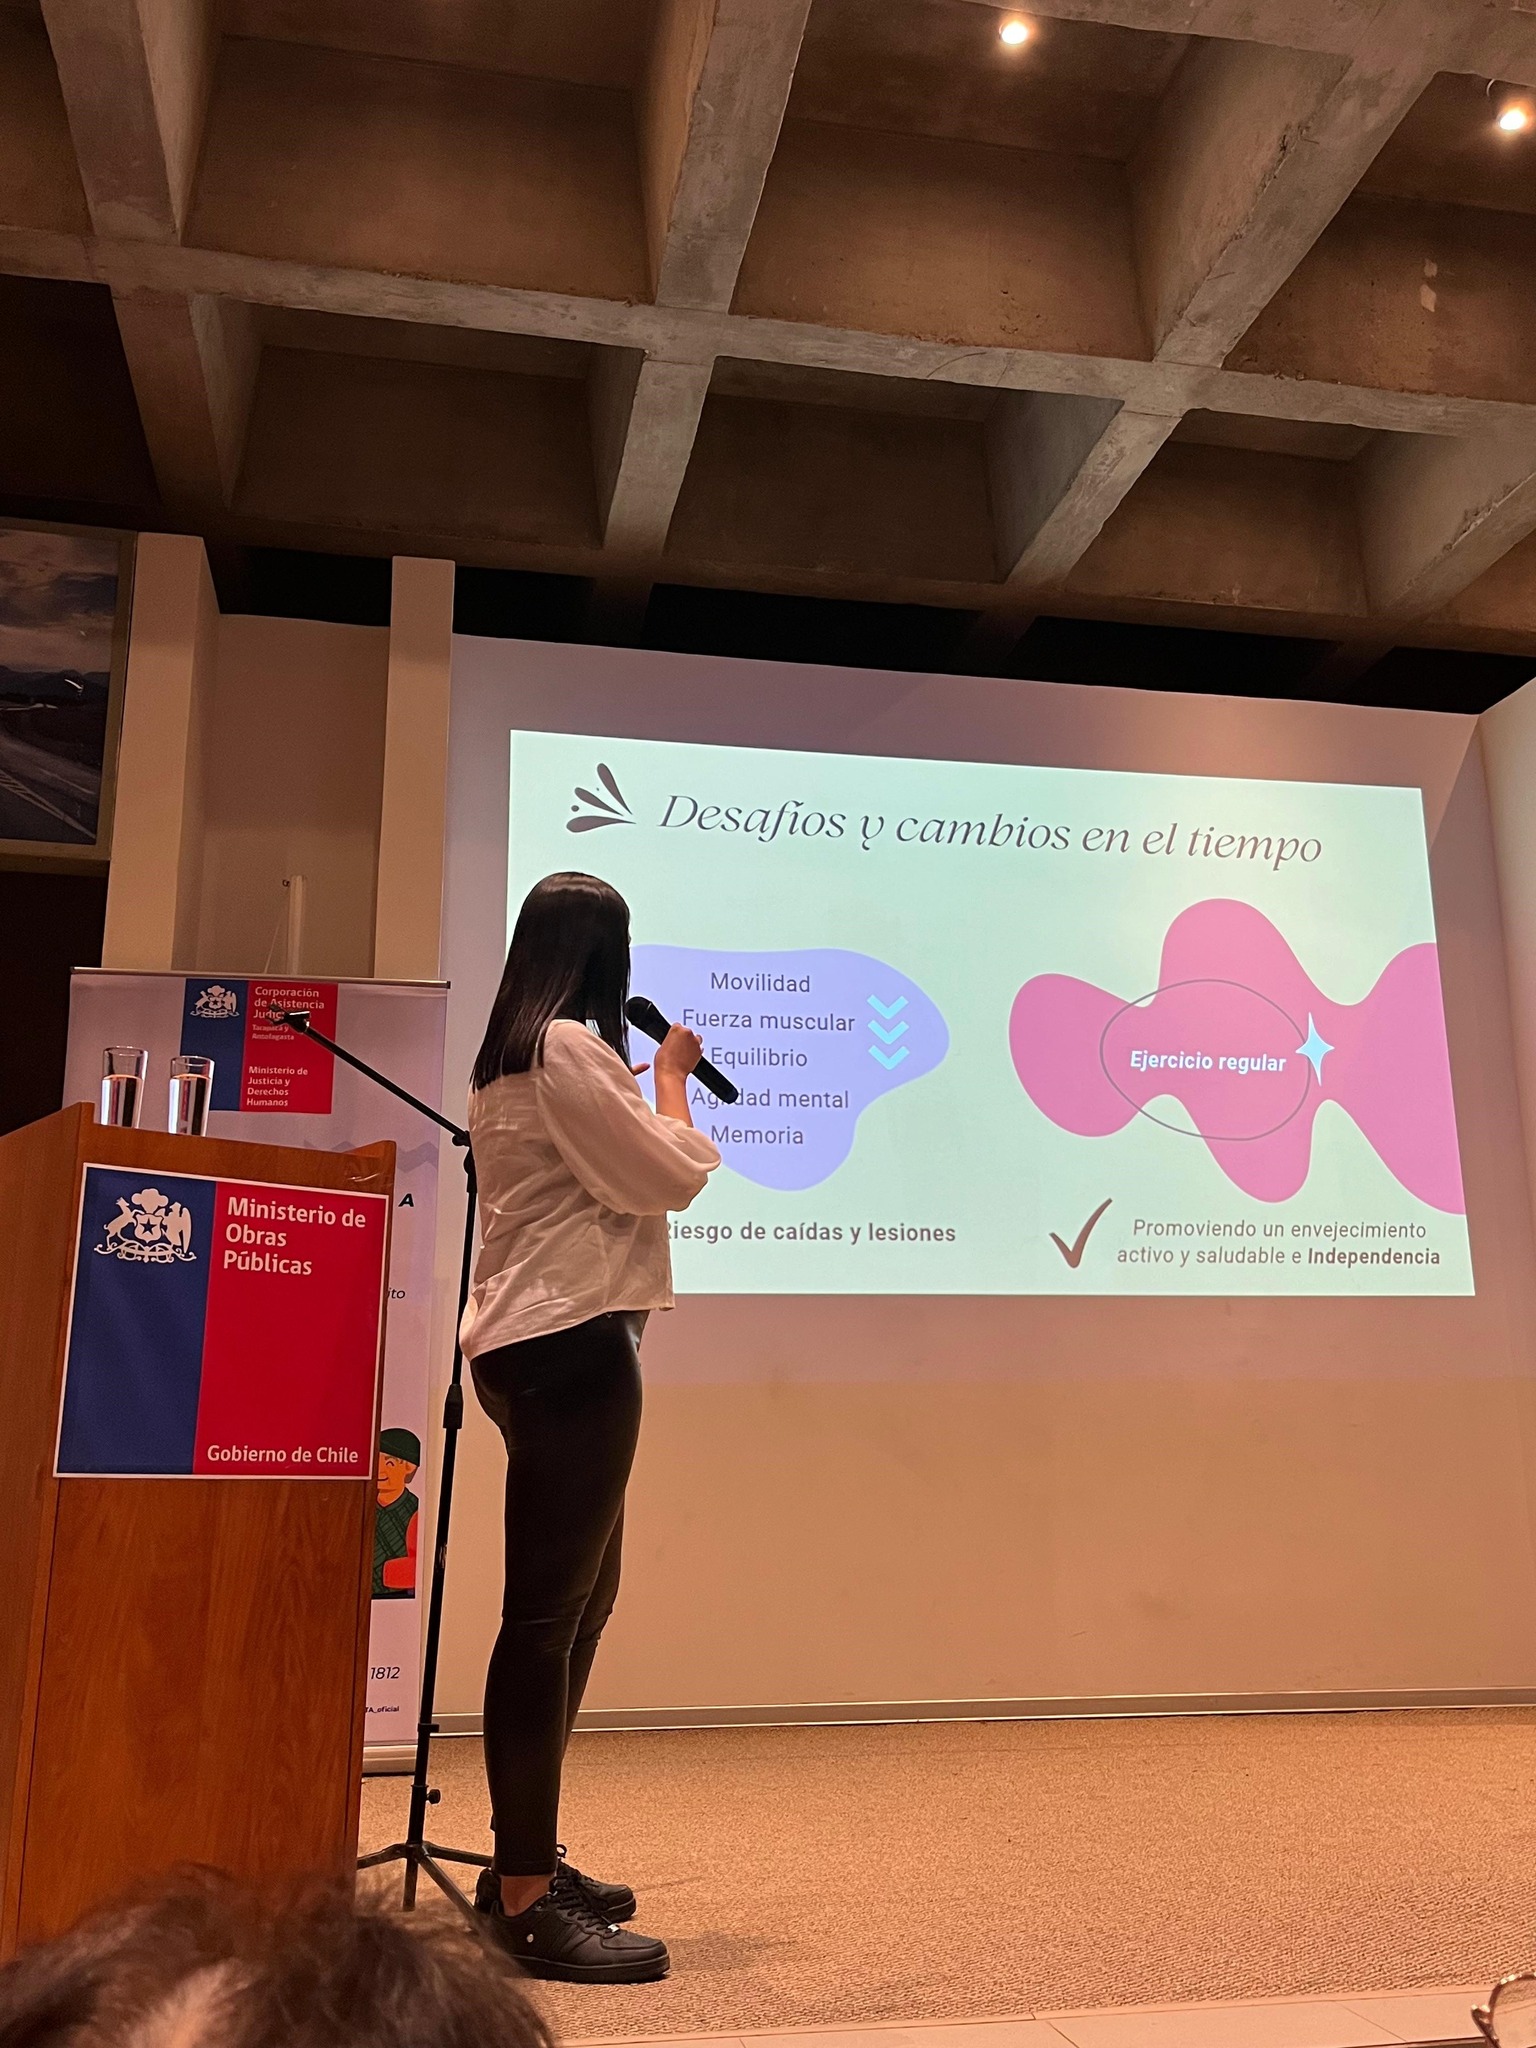 Desafíos y cambios en el tiempo
Movilidad
Fuerza muscular
Equilibrio
mental
Memoria
de caídas y lesiones
Ejercicio regular
Promoviendo un envejecimiento
activo y saludable e Independencia
Corporación
de Asistencia
Tarapacá y
Antofagasta
Ministerio de
Justicia y
Derechos
Humanos
A
1812
Ministerio de
Obras
Públicas
Gobierno de Chile